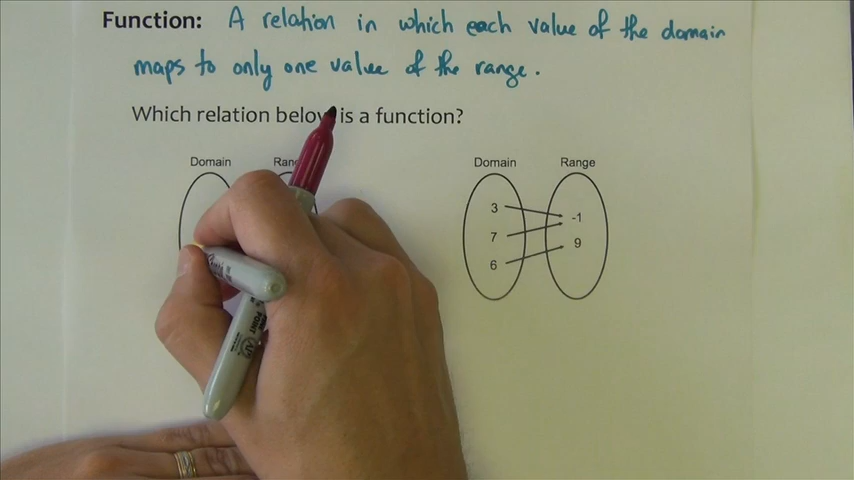 Function: A relation in which each value of the domain
maps to only one value of the range.
Which relation below is a function?
Domain
Domain Range
3 -1
7 9
6